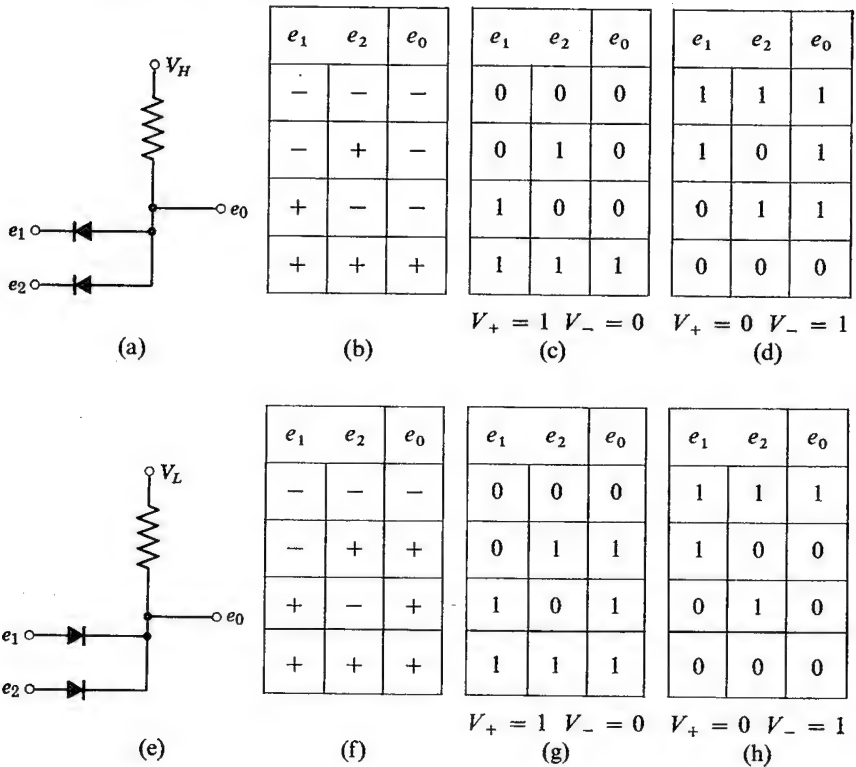 V_H
e_1
e_2
e_0
(a)
e_1 e_2 e_0
− − −
− + −
+ − −
+ + +
(b)
e_1 e_2 e_0
0 0 0
0 1 0
1 0 0
1 1 1
V_+ = 1 V_− = 0
(c)
e_1 e_2 e_0
1 1 1
1 0 1
0 1 1
0 0 0
V_+ = 0 V_− = 1
(d)
V_L
e_0
e_1
e_2
(e)
e_1 e_2 e_0
− − −
− + +
+ − +
+ + +
(f)
e_1 e_2 e_0
0 0 0
0 1 1
1 0 1
1 1 1
V_+ = 1 V_− = 0
(g)
e_1 e_2 e_0
1 1 1
1 0 0
0 1 0
0 0 0
V_+ = 0 V_− = 1
(h)